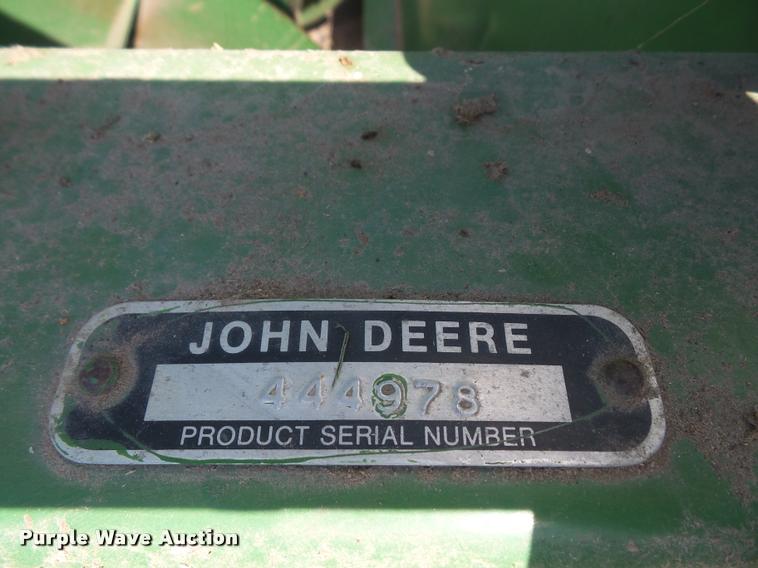 JOHN DEERE
444978
PRODUCT SERIAL NUMBER
Purple Wave Auction